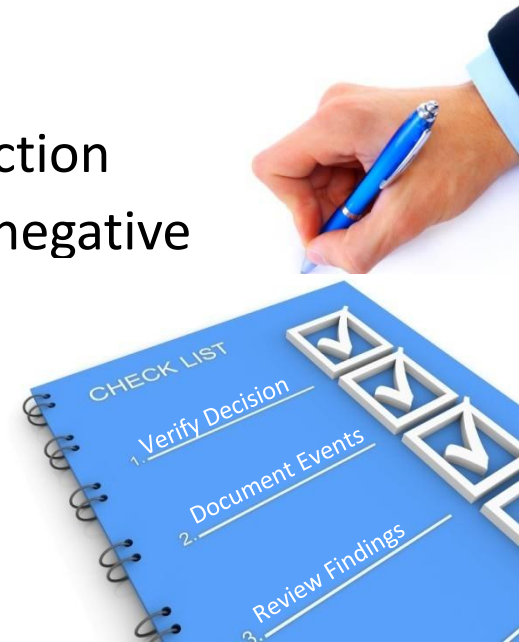 ction
negative
CHECK LIST
1. Verify Decision
2. Document Events
3. Review Findings